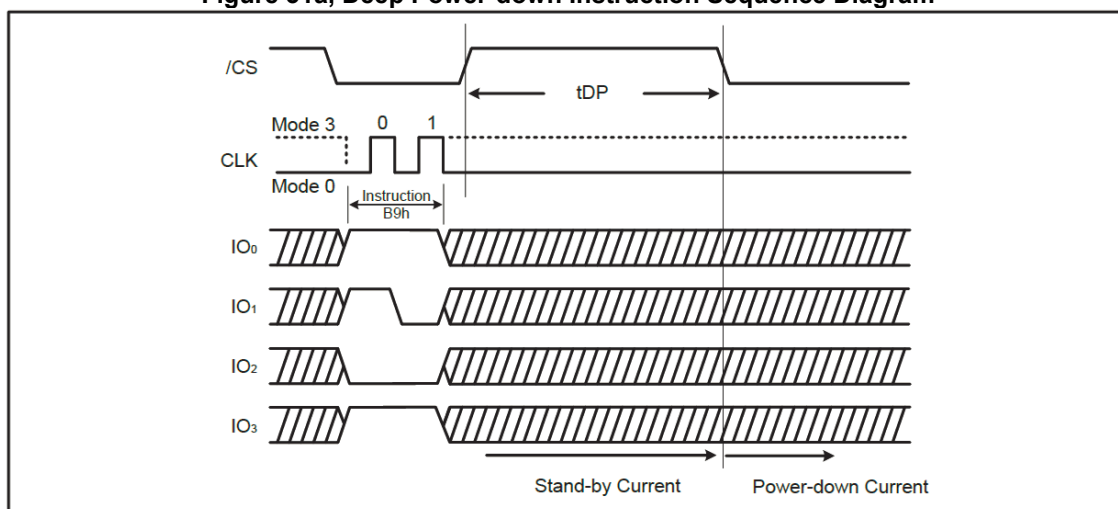 Figure 31a, Deep Power-down Instruction Sequence Diagram
/CS
tDP
Mode 3
0
1
CLK
Mode 0
Instruction
B9h
IO0
IO1
IO2
IO3
Stand-by Current
Power-down Current